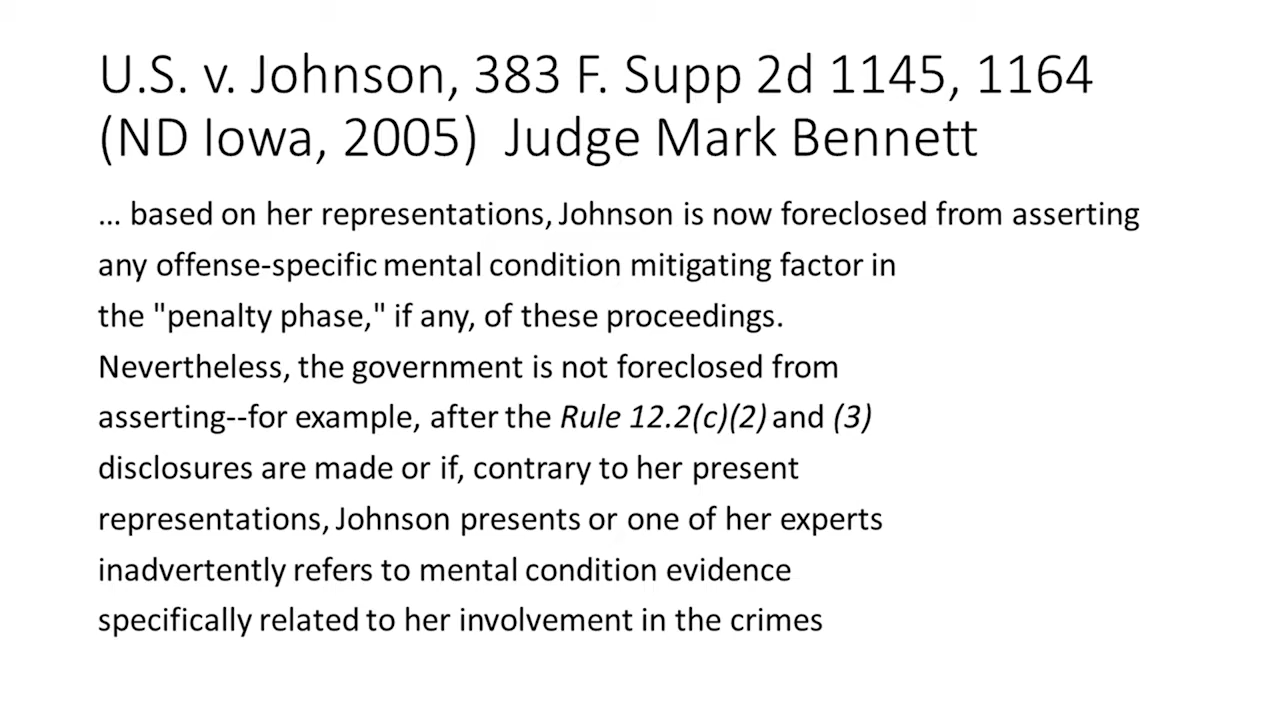 U.S. v. Johnson, 383 F. Supp 2d 1145, 1164
(ND Iowa, 2005)  Judge Mark Bennett
… based on her representations, Johnson is now foreclosed from asserting
any offense-specific mental condition mitigating factor in
the "penalty phase," if any, of these proceedings.
Nevertheless, the government is not foreclosed from
asserting--for example, after the Rule 12.2(c)(2) and (3)
disclosures are made or if, contrary to her present
representations, Johnson presents or one of her experts
inadvertently refers to mental condition evidence
specifically related to her involvement in the crimes